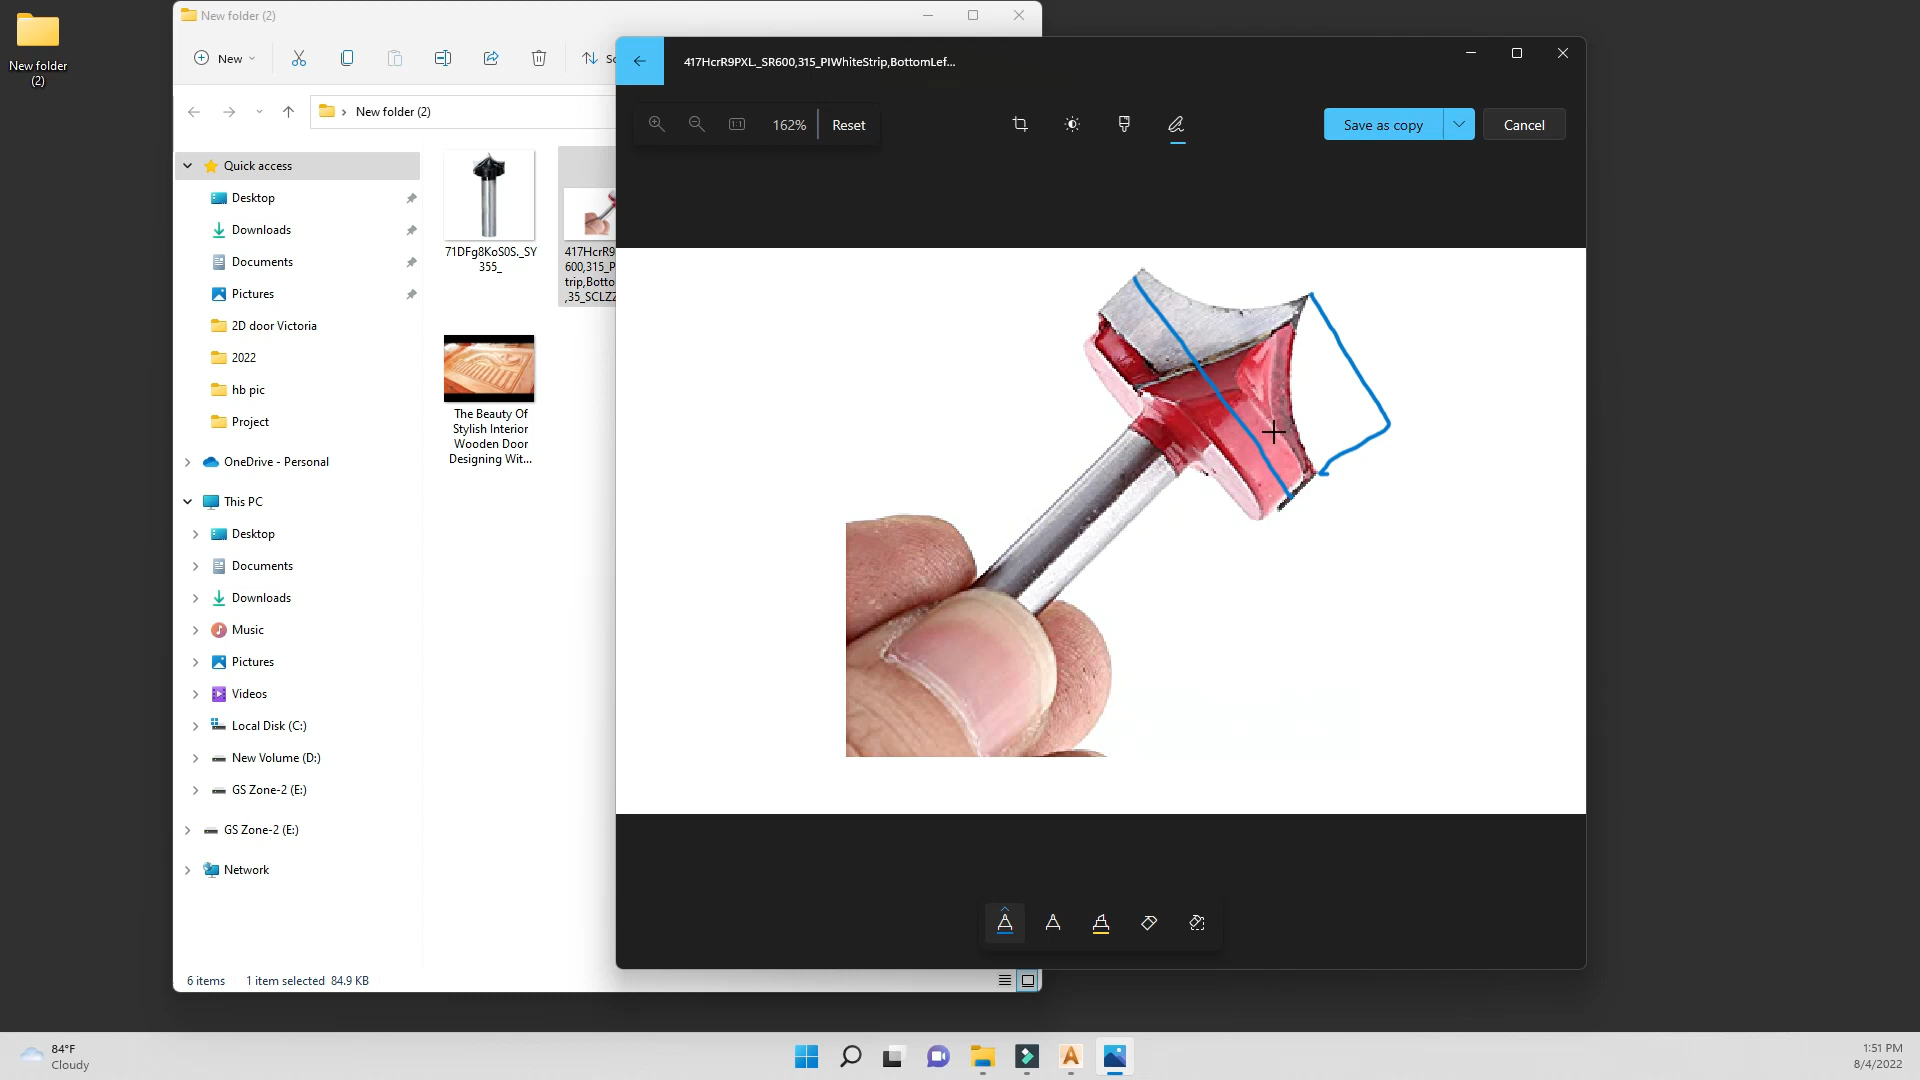 New folder
(2)
New folder (2)
New
New folder (2)
Quick access
Desktop
Downloads
Documents
Pictures
2D door Victoria
2022
hb pic
Project
OneDrive - Personal
This PC
Desktop
Documents
Downloads
Music
Pictures
Videos
Local Disk (C:)
New Volume (D:)
GS Zone-2 (E:)
GS Zone-2 (E:)
Network
71DFg8KoS0S._SY
355_
417HcrR9
600,315_P
trip,Botto
,35_SCLZZ
The Beauty Of
Stylish Interior
Wooden Door
Designing Wit...
6 items 1 item selected 84.9 KB
417HcrR9PXL._SR600,315_PIWhiteStrip,BottomLef...
1:1 162% Reset
Save as copy Cancel
84°F
Cloudy
1:51 PM
8/4/2022